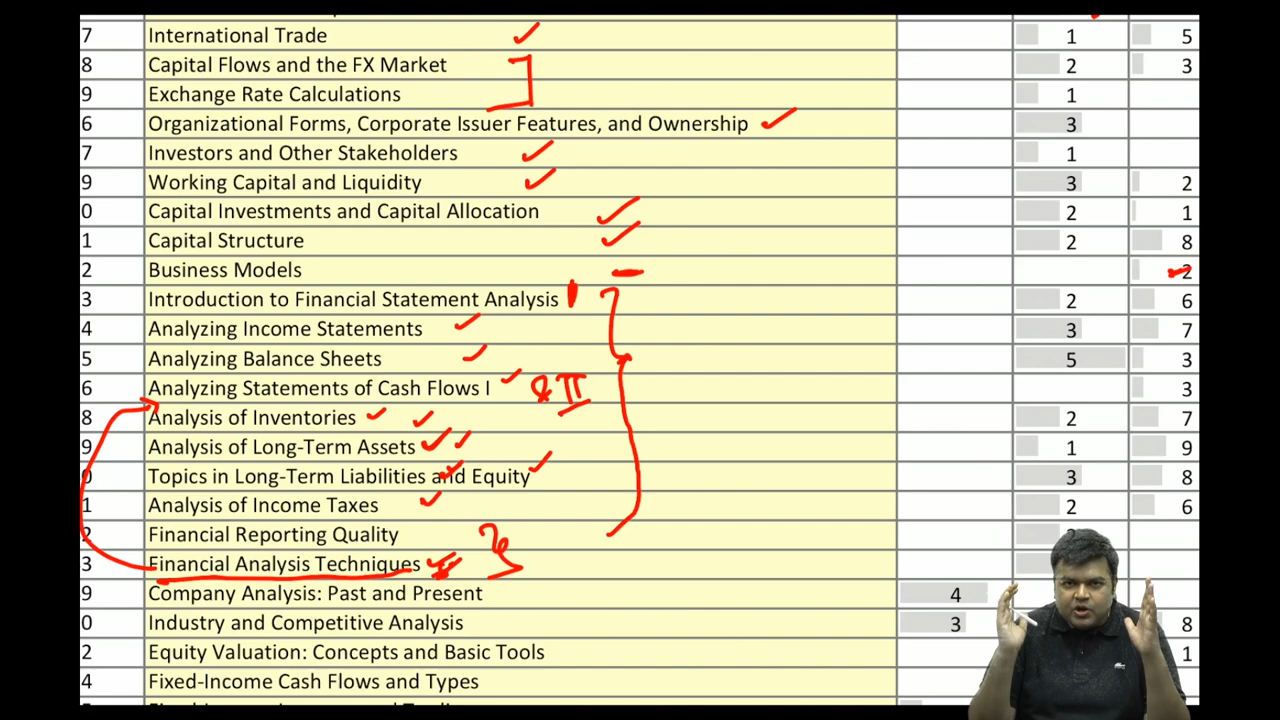 7 International Trade 1 5
8 Capital Flows and the FX Market 2 3
9 Exchange Rate Calculations 1
6 Organizational Forms, Corporate Issuer Features, and Ownership 3
7 Investors and Other Stakeholders 1
9 Working Capital and Liquidity 3 2
0 Capital Investments and Capital Allocation 2 1
1 Capital Structure 2 8
2 Business Models 2
3 Introduction to Financial Statement Analysis 2 6
4 Analyzing Income Statements 3 7
5 Analyzing Balance Sheets 5 3
6 Analyzing Statements of Cash Flows I & II 3
8 Analysis of Inventories 2 7
9 Analysis of Long-Term Assets 1 9
0 Topics in Long-Term Liabilities and Equity 3 8
1 Analysis of Income Taxes 2 6
2 Financial Reporting Quality
3 Financial Analysis Techniques
9 Company Analysis: Past and Present 4
0 Industry and Competitive Analysis 3 8
2 Equity Valuation: Concepts and Basic Tools 1
4 Fixed-Income Cash Flows and Types